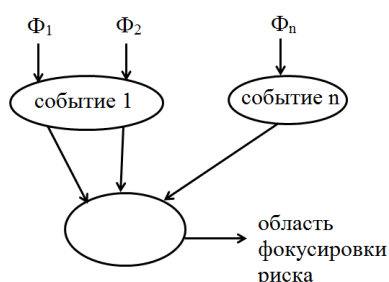 Ф1 Ф2 Фn
событие 1 событие n
область
фокусировки
риска